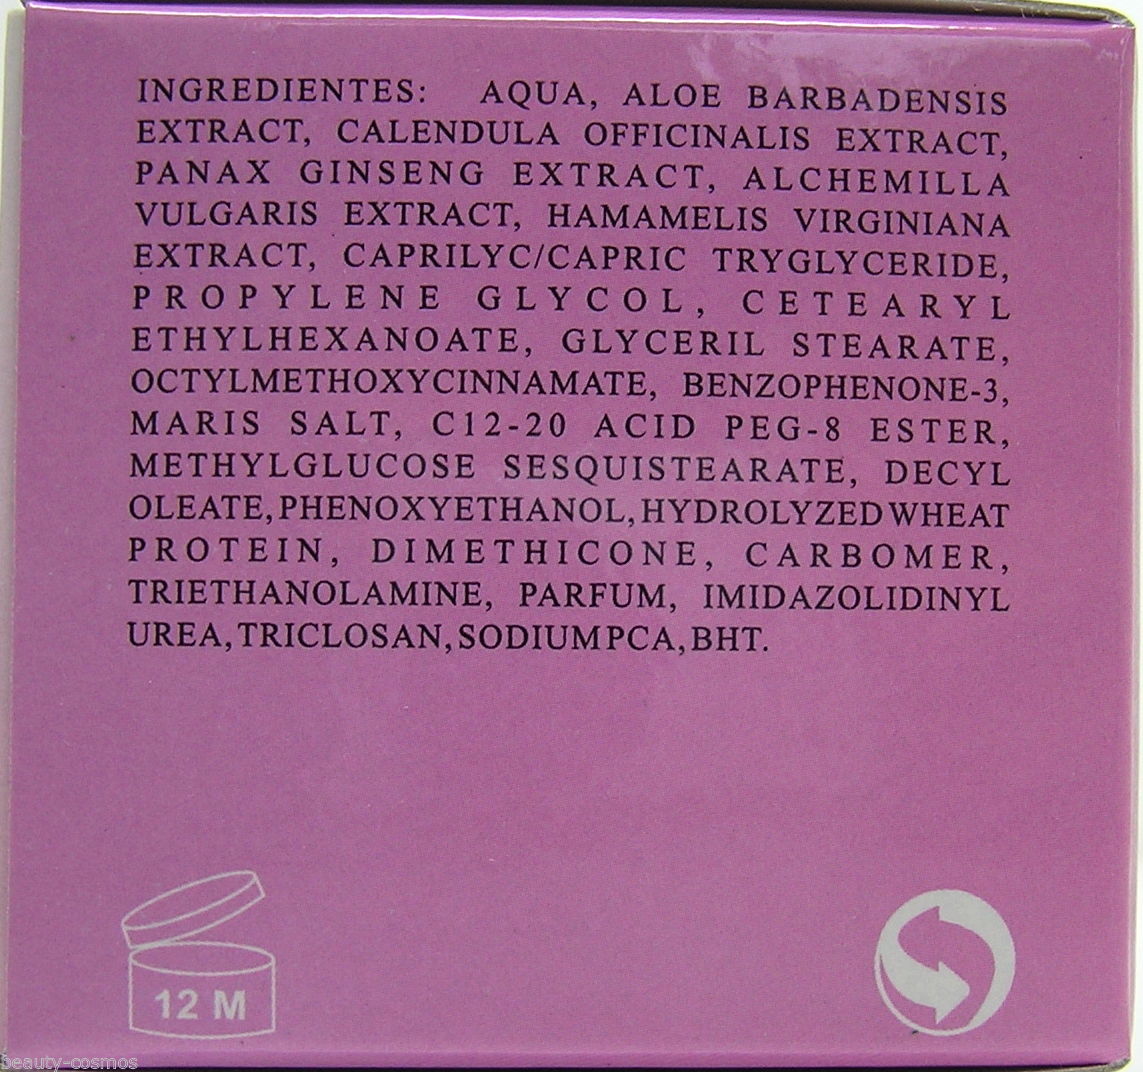 INGREDIENTES: AQUA, ALOE BARBADENSIS
EXTRACT, CALENDULA OFFICINALIS EXTRACT,
PANAX GINSENG EXTRACT, ALCHEMILLA
VULGARIS EXTRACT, HAMAMELIS VIRGINIANA
EXTRACT, CAPRILYC/CAPRIC TRYGLYCERIDE,
PROPYLENE GLYCOL, CETEARYL
ETHYLHEXANOATE, GLYCERIL STEARATE,
OCTYLMETHOXYCINNAMATE, BENZOPHENONE-3,
MARIS SALT, C12-20 ACID PEG-8 ESTER,
METHYLGLUCOSE SESQUISTEARATE, DECYL
OLEATE, PHENOXYETHANOL, HYDROLYZED WHEAT
PROTEIN, DIMETHICONE, CARBOMER,
TRIETHANOLAMINE, PARFUM, IMIDAZOLIDINYL
UREA, TRICLOSAN, SODIUM PCA, BHT.
12 M
beauty-cosmos